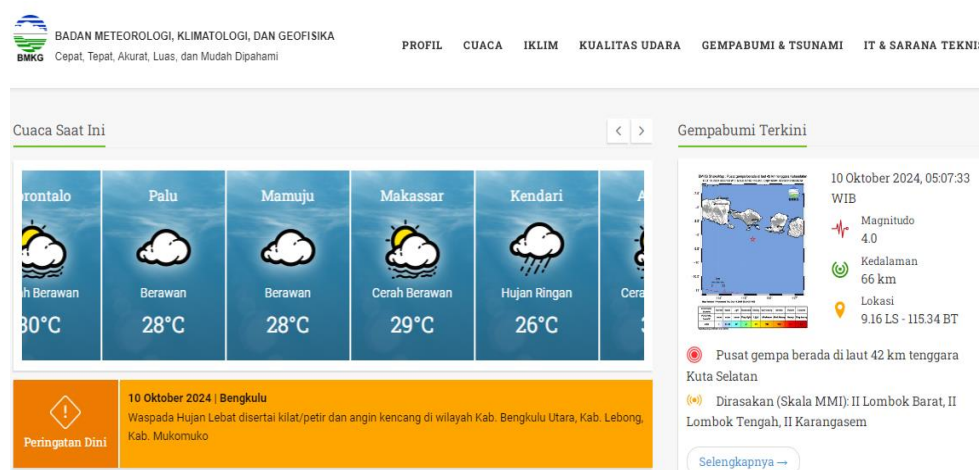 BMKG
BADAN METEOROLOGI, KLIMATOLOGI, DAN GEOFISIKA
Cepat, Tepat, Akurat, Luas, dan Mudah Dipahami
PROFIL CUACA IKLIM KUALITAS UDARA GEMPABUMI & TSUNAMI IT & SARANA TEKNIS
Cuaca Saat Ini
rontalo
h Berawan
30°C
Palu
Berawan
28°C
Mamuju
Berawan
28°C
Makassar
Cerah Berawan
29°C
Kendari
Hujan Ringan
26°C
A
Cera
Peringatan Dini
10 Oktober 2024 | Bengkulu
Waspada Hujan Lebat disertai kilat/petir dan angin kencang di wilayah Kab. Bengkulu Utara, Kab. Lebong,
Kab. Mukomuko
Gempabumi Terkini
10 Oktober 2024, 05:07:33
WIB
Magnitudo
4.0
Kedalaman
66 km
Lokasi
9.16 LS - 115.34 BT
Pusat gempa berada di laut 42 km tenggara
Kuta Selatan
Dirasakan (Skala MMI): II Lombok Barat, II
Lombok Tengah, II Karangasem
Selengkapnya →